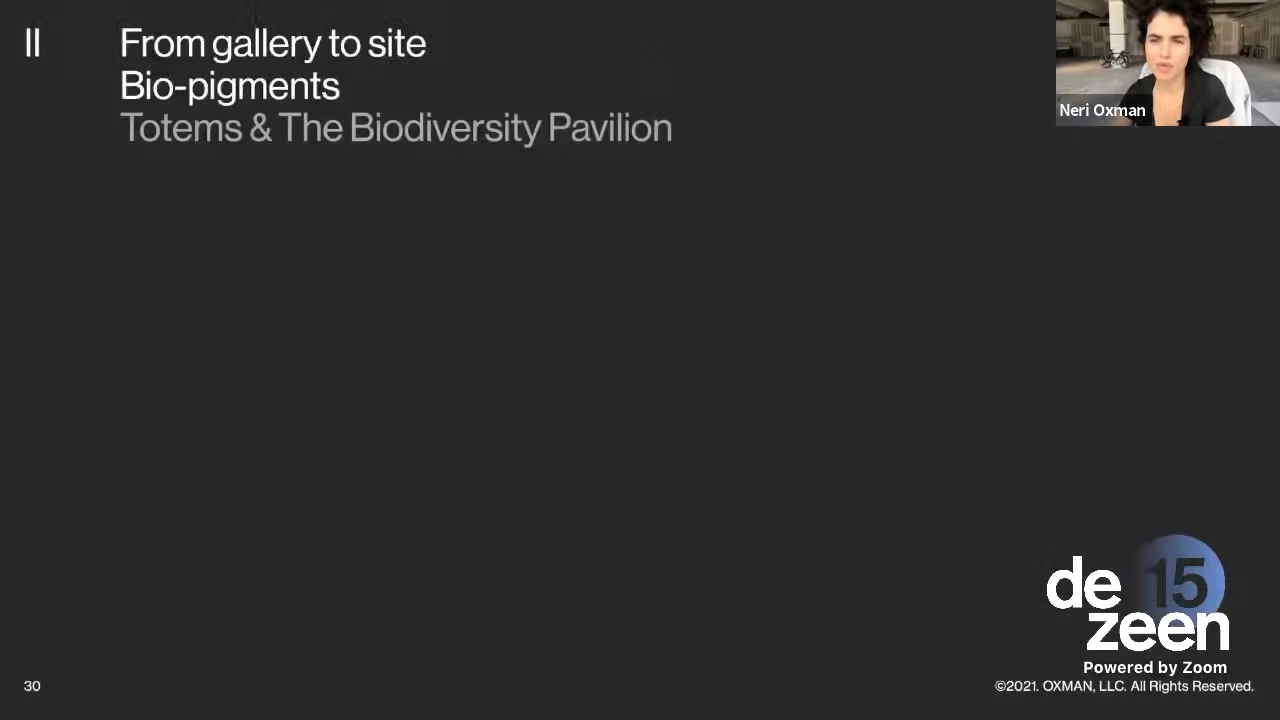 II
From gallery to site
Bio-pigments
Totems & The Biodiversity Pavilion
Neri Oxman
de 15
zeen
Powered by Zoom
30
©2021. OXMAN, LLC. All Rights Reserved.